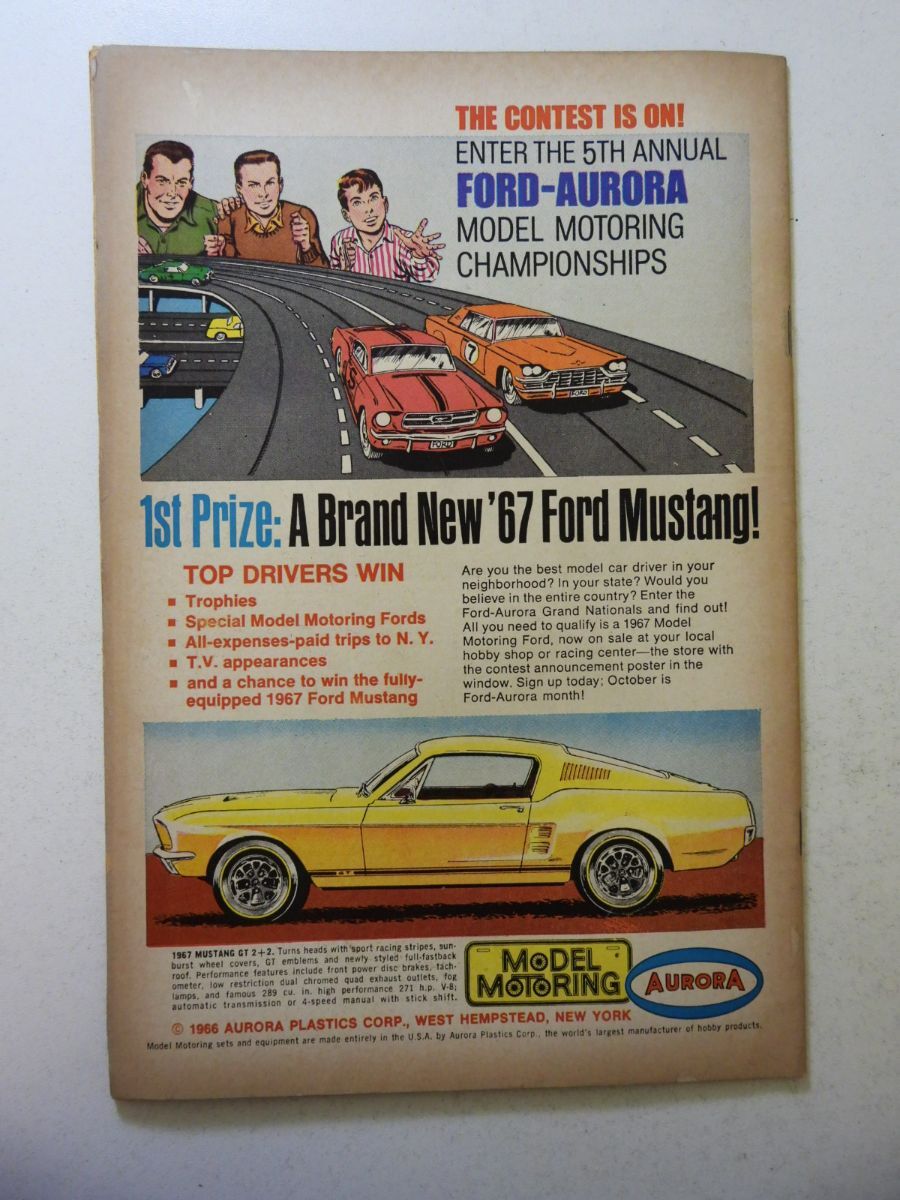 THE CONTEST IS ON!
ENTER THE 5TH ANNUAL
FORD-AURORA
MODEL MOTORING
CHAMPIONSHIPS
7
5
FORD
FORD
1st Prize: A Brand New '67 Ford Mustang!
TOP DRIVERS WIN
■ Trophies
■ Special Model Motoring Fords
■ All-expenses-paid trips to N. Y.
■ T.V. appearances
■ and a chance to win the fully-
equipped 1967 Ford Mustang
Are you the best model car driver in your
neighborhood? In your state? Would you
believe in the entire country? Enter the
Ford-Aurora Grand Nationals and find out!
All you need to qualify is a 1967 Model
Motoring Ford, now on sale at your local
hobby shop or racing center—the store with
the contest announcement poster in the
window. Sign up today; October is
Ford-Aurora month!
1967 MUSTANG GT 2+2. Turns heads with sport racing stripes, sun-
burst wheel covers, GT emblems and newly styled full-fastback
roof. Performance features include front power disc brakes, tach-
ometer, low restriction dual chromed quad exhaust outlets, fog
lamps, and famous 289 cu. in. high performance 271 h.p. V-8;
automatic transmission or 4-speed manual with stick shift.
MODEL
MOTORING
AURORA
© 1966 AURORA PLASTICS CORP., WEST HEMPSTEAD, NEW YORK
Model Motoring sets and equipment are made entirely in the U.S.A. by Aurora Plastics Corp., the world's largest manufacturer of hobby products.